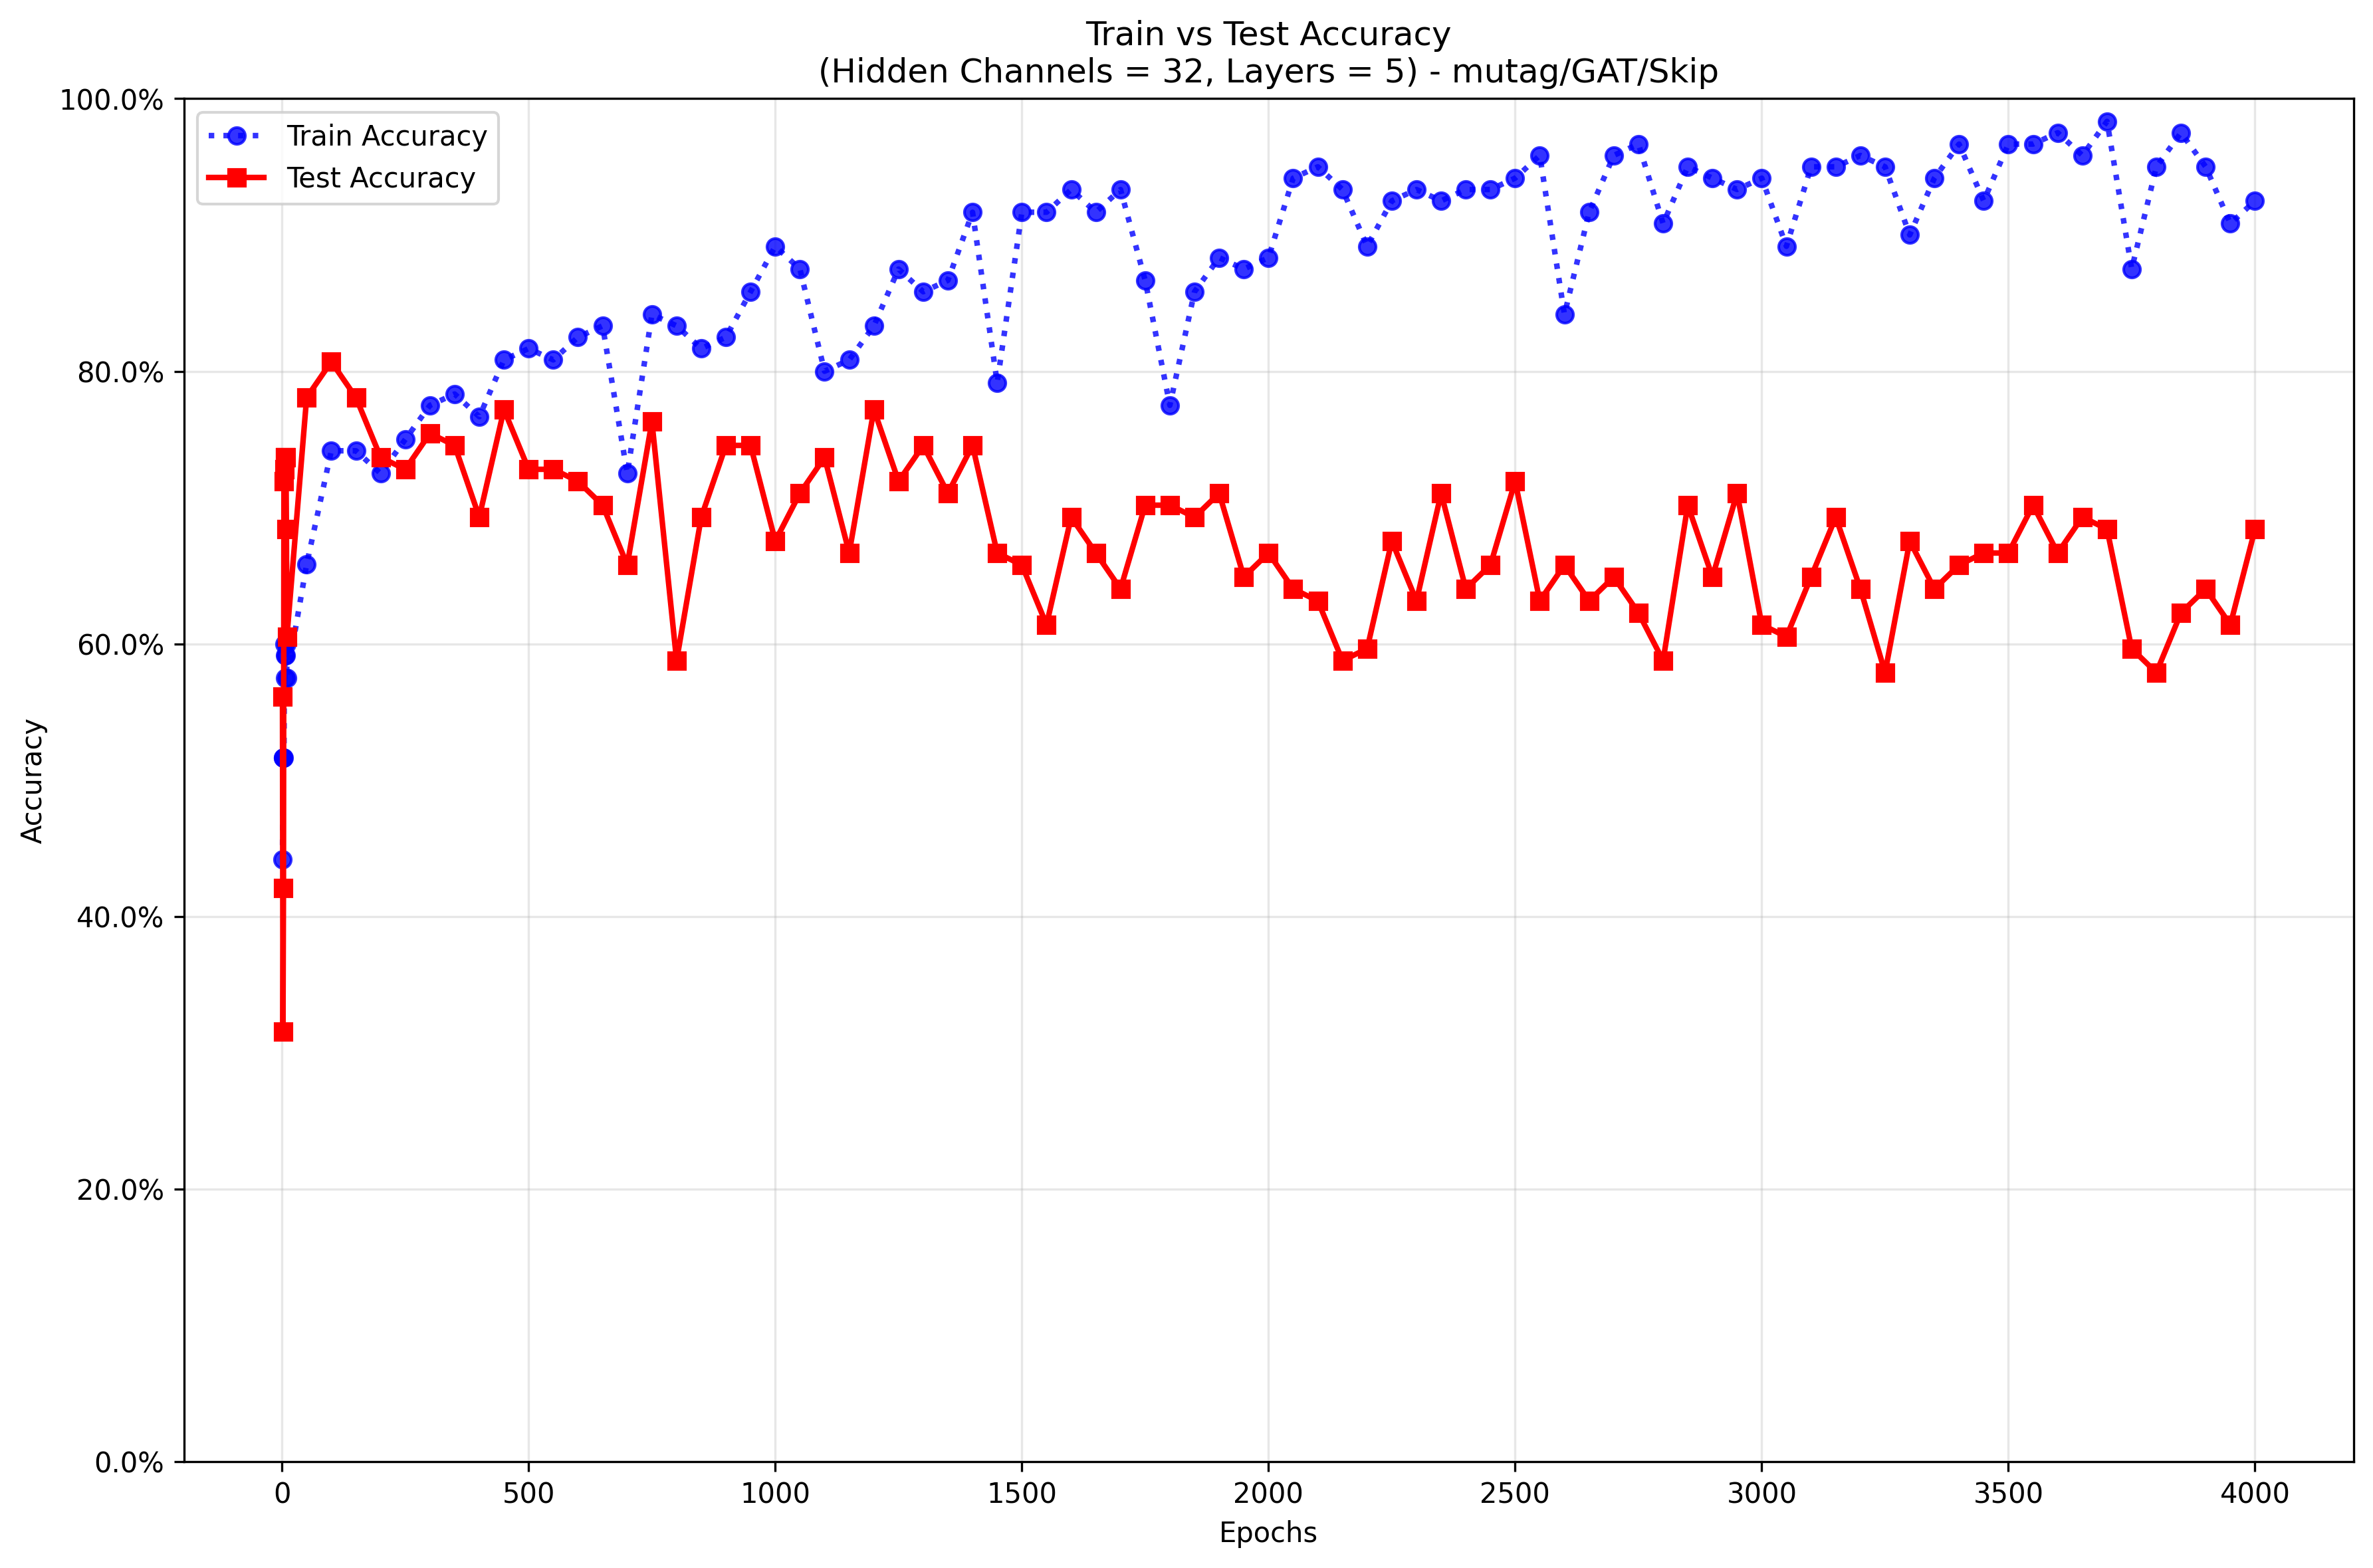 Train vs Test Accuracy
(Hidden Channels = 32, Layers = 5) - mutag/GAT/Skip
Train Accuracy
Test Accuracy
100.0%
80.0%
60.0%
40.0%
20.0%
0.0%
Accuracy
0 500 1000 1500 2000 2500 3000 3500 4000
Epochs